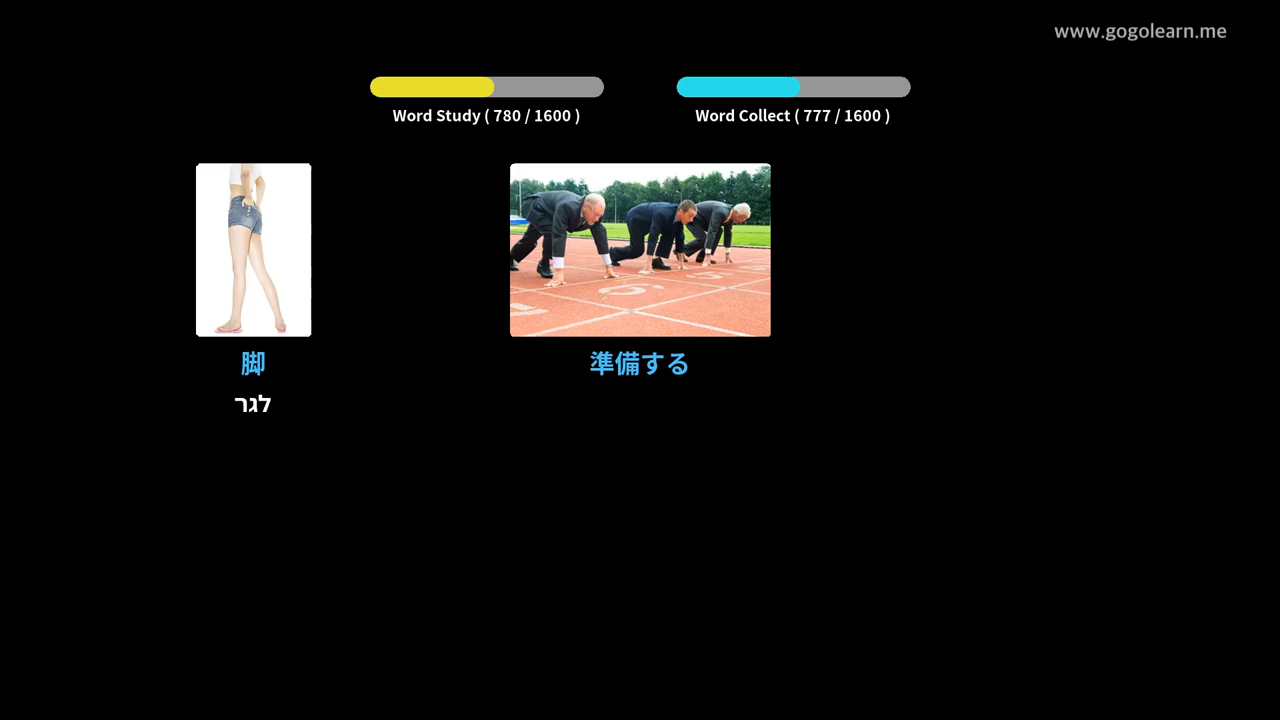 www.gogolearn.me
Word Study ( 780 / 1600 )
Word Collect ( 777 / 1600 )
脚
準備する
לגר